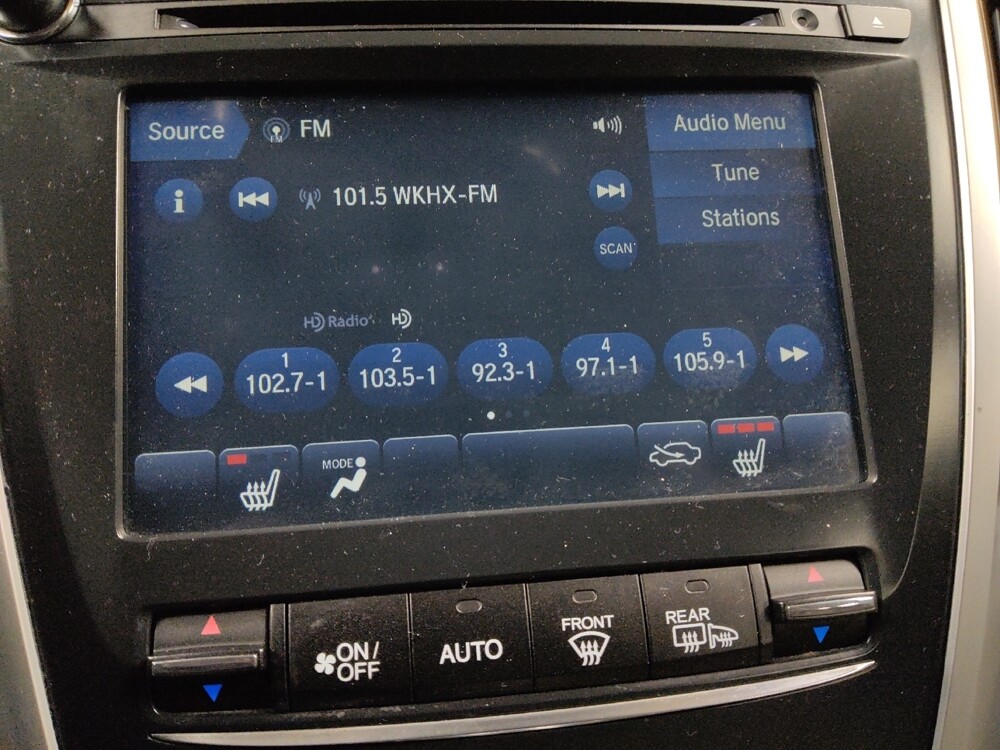 Source FM Audio Menu
i 101.5 WKHX-FM Tune
Stations
SCAN
HD Radio HD
1 2 3 4 5
102.7-1 103.5-1 92.3-1 97.1-1 105.9-1
MODE
ON/
OFF
AUTO
FRONT
REAR